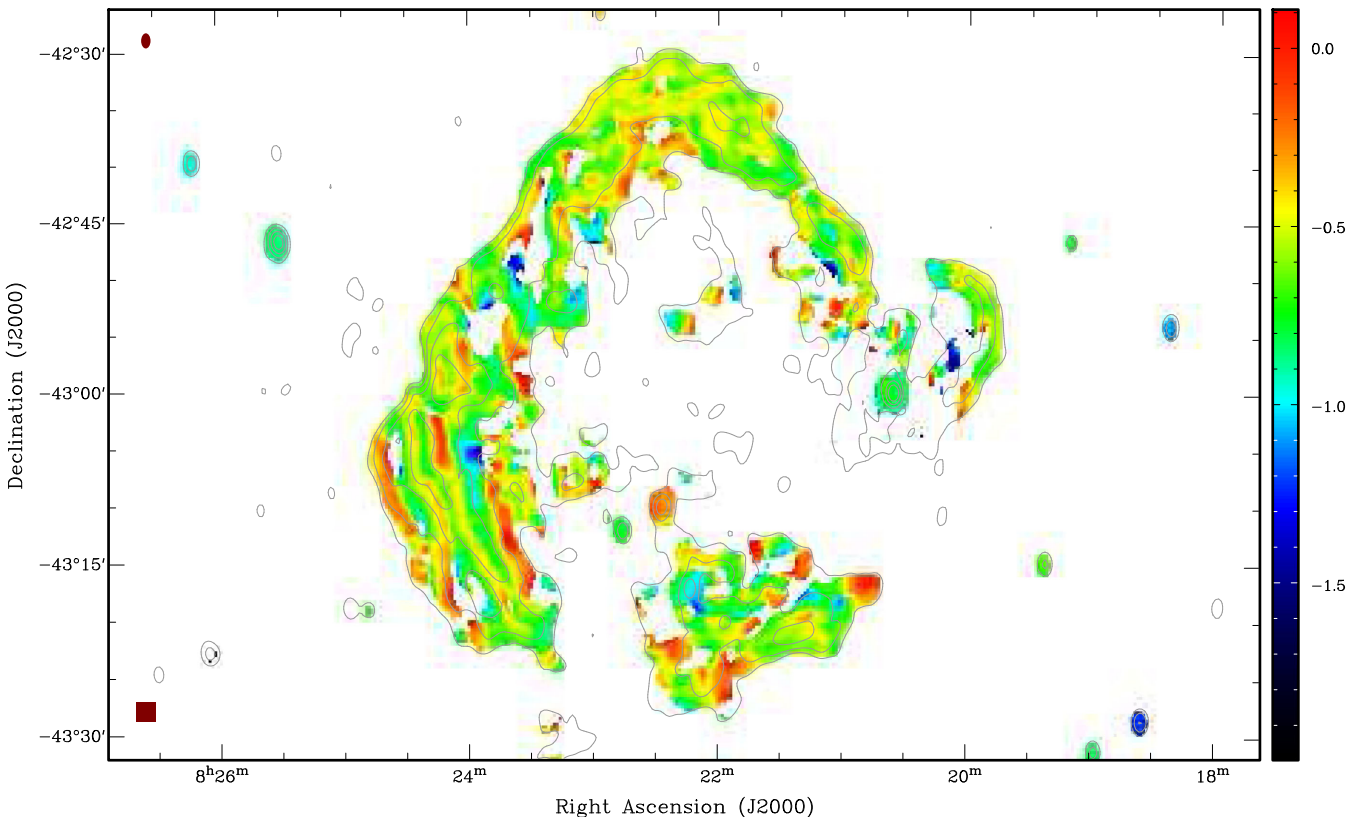 −42°30′
−42°45′
−43°00′
−43°15′
−43°30′
Declination (J2000)
8ʰ26ᵐ
24ᵐ
22ᵐ
20ᵐ
18ᵐ
Right Ascension (J2000)
0.0
−0.5
−1.0
−1.5